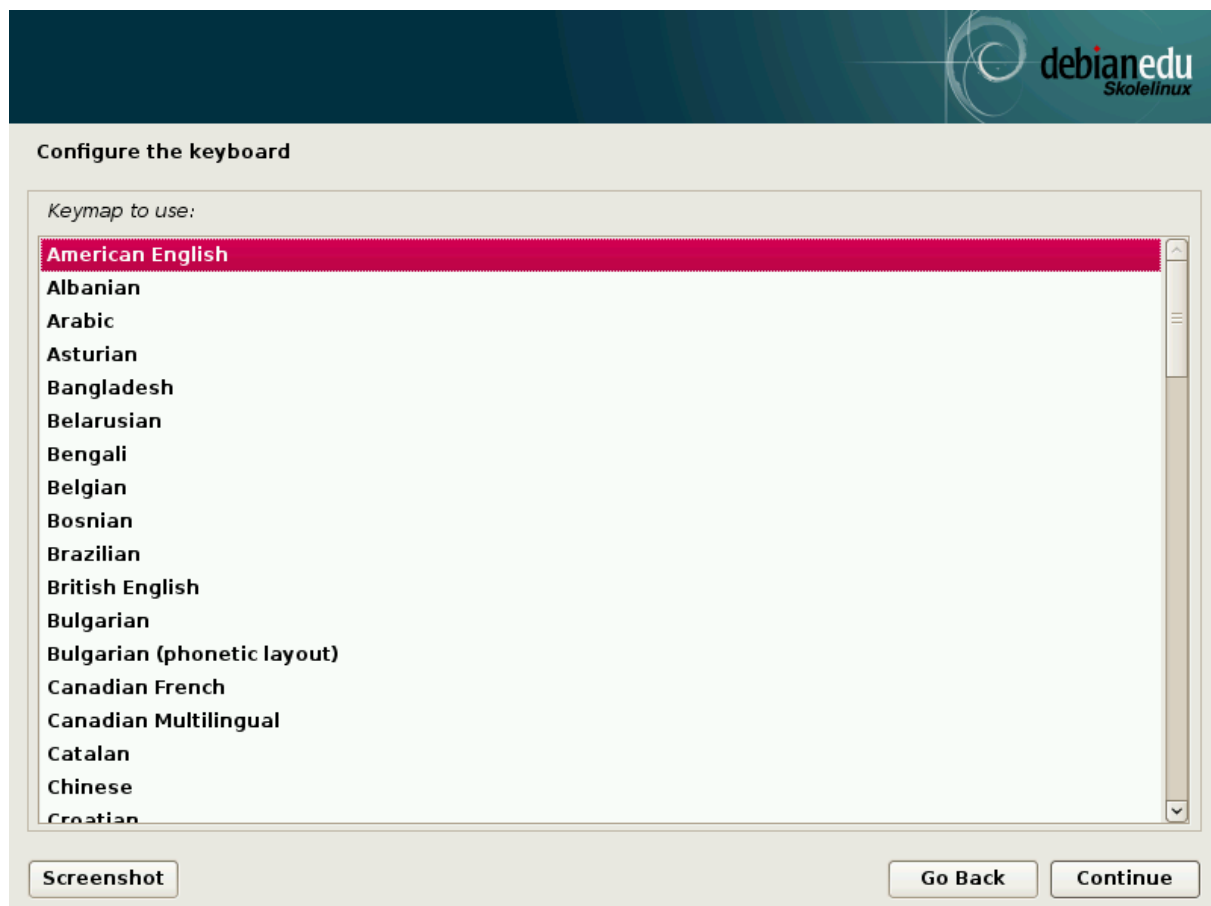 debianedu
Skolelinux
Configure the keyboard
Keymap to use:
American English
Albanian
Arabic
Asturian
Bangladesh
Belarusian
Bengali
Belgian
Bosnian
Brazilian
British English
Bulgarian
Bulgarian (phonetic layout)
Canadian French
Canadian Multilingual
Catalan
Chinese
Croatian
Screenshot
Go Back
Continue